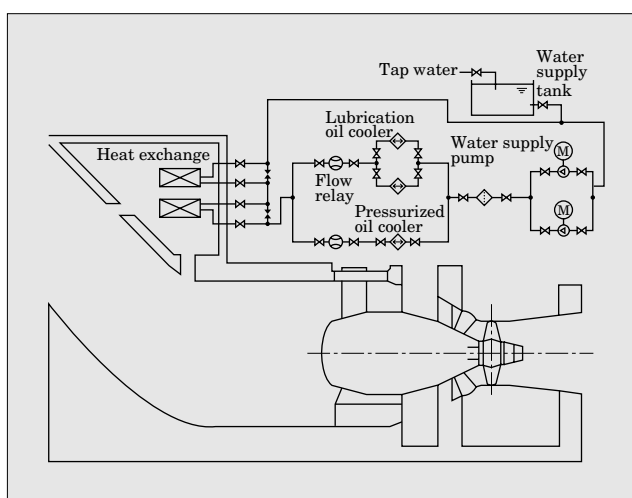 Tap water
Water
supply
tank
Lubrication
oil cooler
Water supply
pump
Heat exchange
Flow
relay
Pressurized
oil cooler
M
M